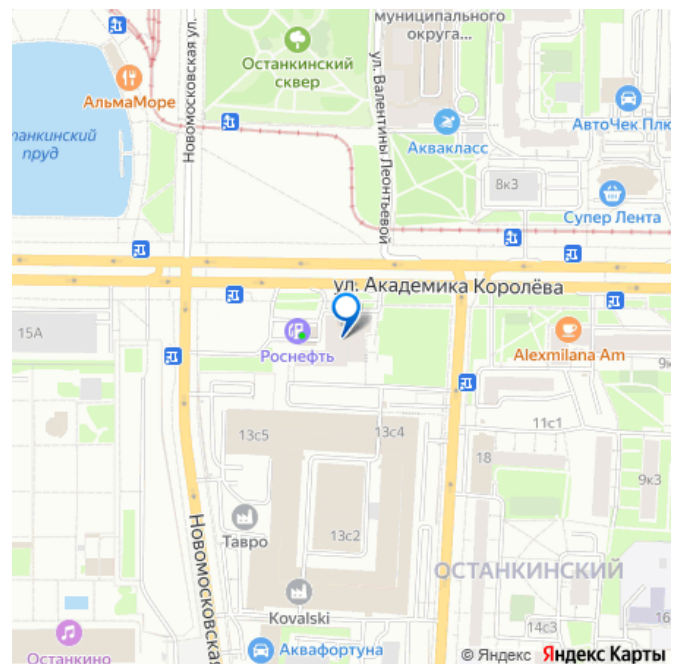 муниципального
округа...
Останкинский
сквер
ул. Валентины Леонтьевой
Новомосковская ул.
АльмаМоре
АвтоЧек Плю
Аквакласс
танкинский
пруд
8к3
Супер Лента
ул. Академика Королёва
15А
Роснефть
Alexmilana Am
9к
11с1
13с5
13с4
18
9к3
13с2
Тавро
Новомосковская
ОСТАНКИНСКИЙ
Kovalski
16
14с3
Останкино
Аквафортуна
© Яндекс Яндекс Карты